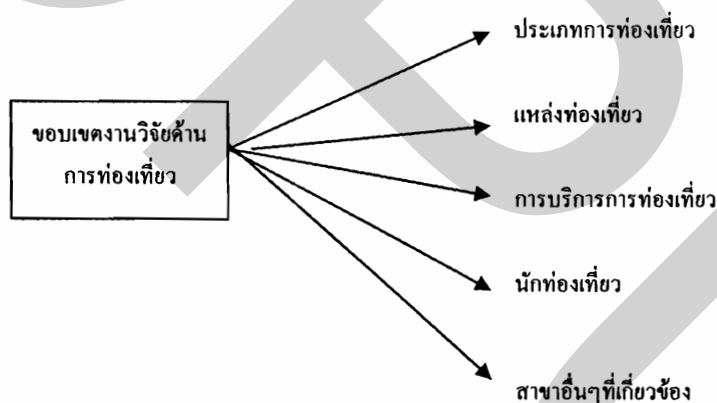 ประเภทการท่องเที่ยว
แหล่งท่องเที่ยว
ขอบเขตงานวิจัยด้าน
การท่องเที่ยว
การบริการการท่องเที่ยว
นักท่องเที่ยว
สาขาอื่นๆที่เกี่ยวข้อง